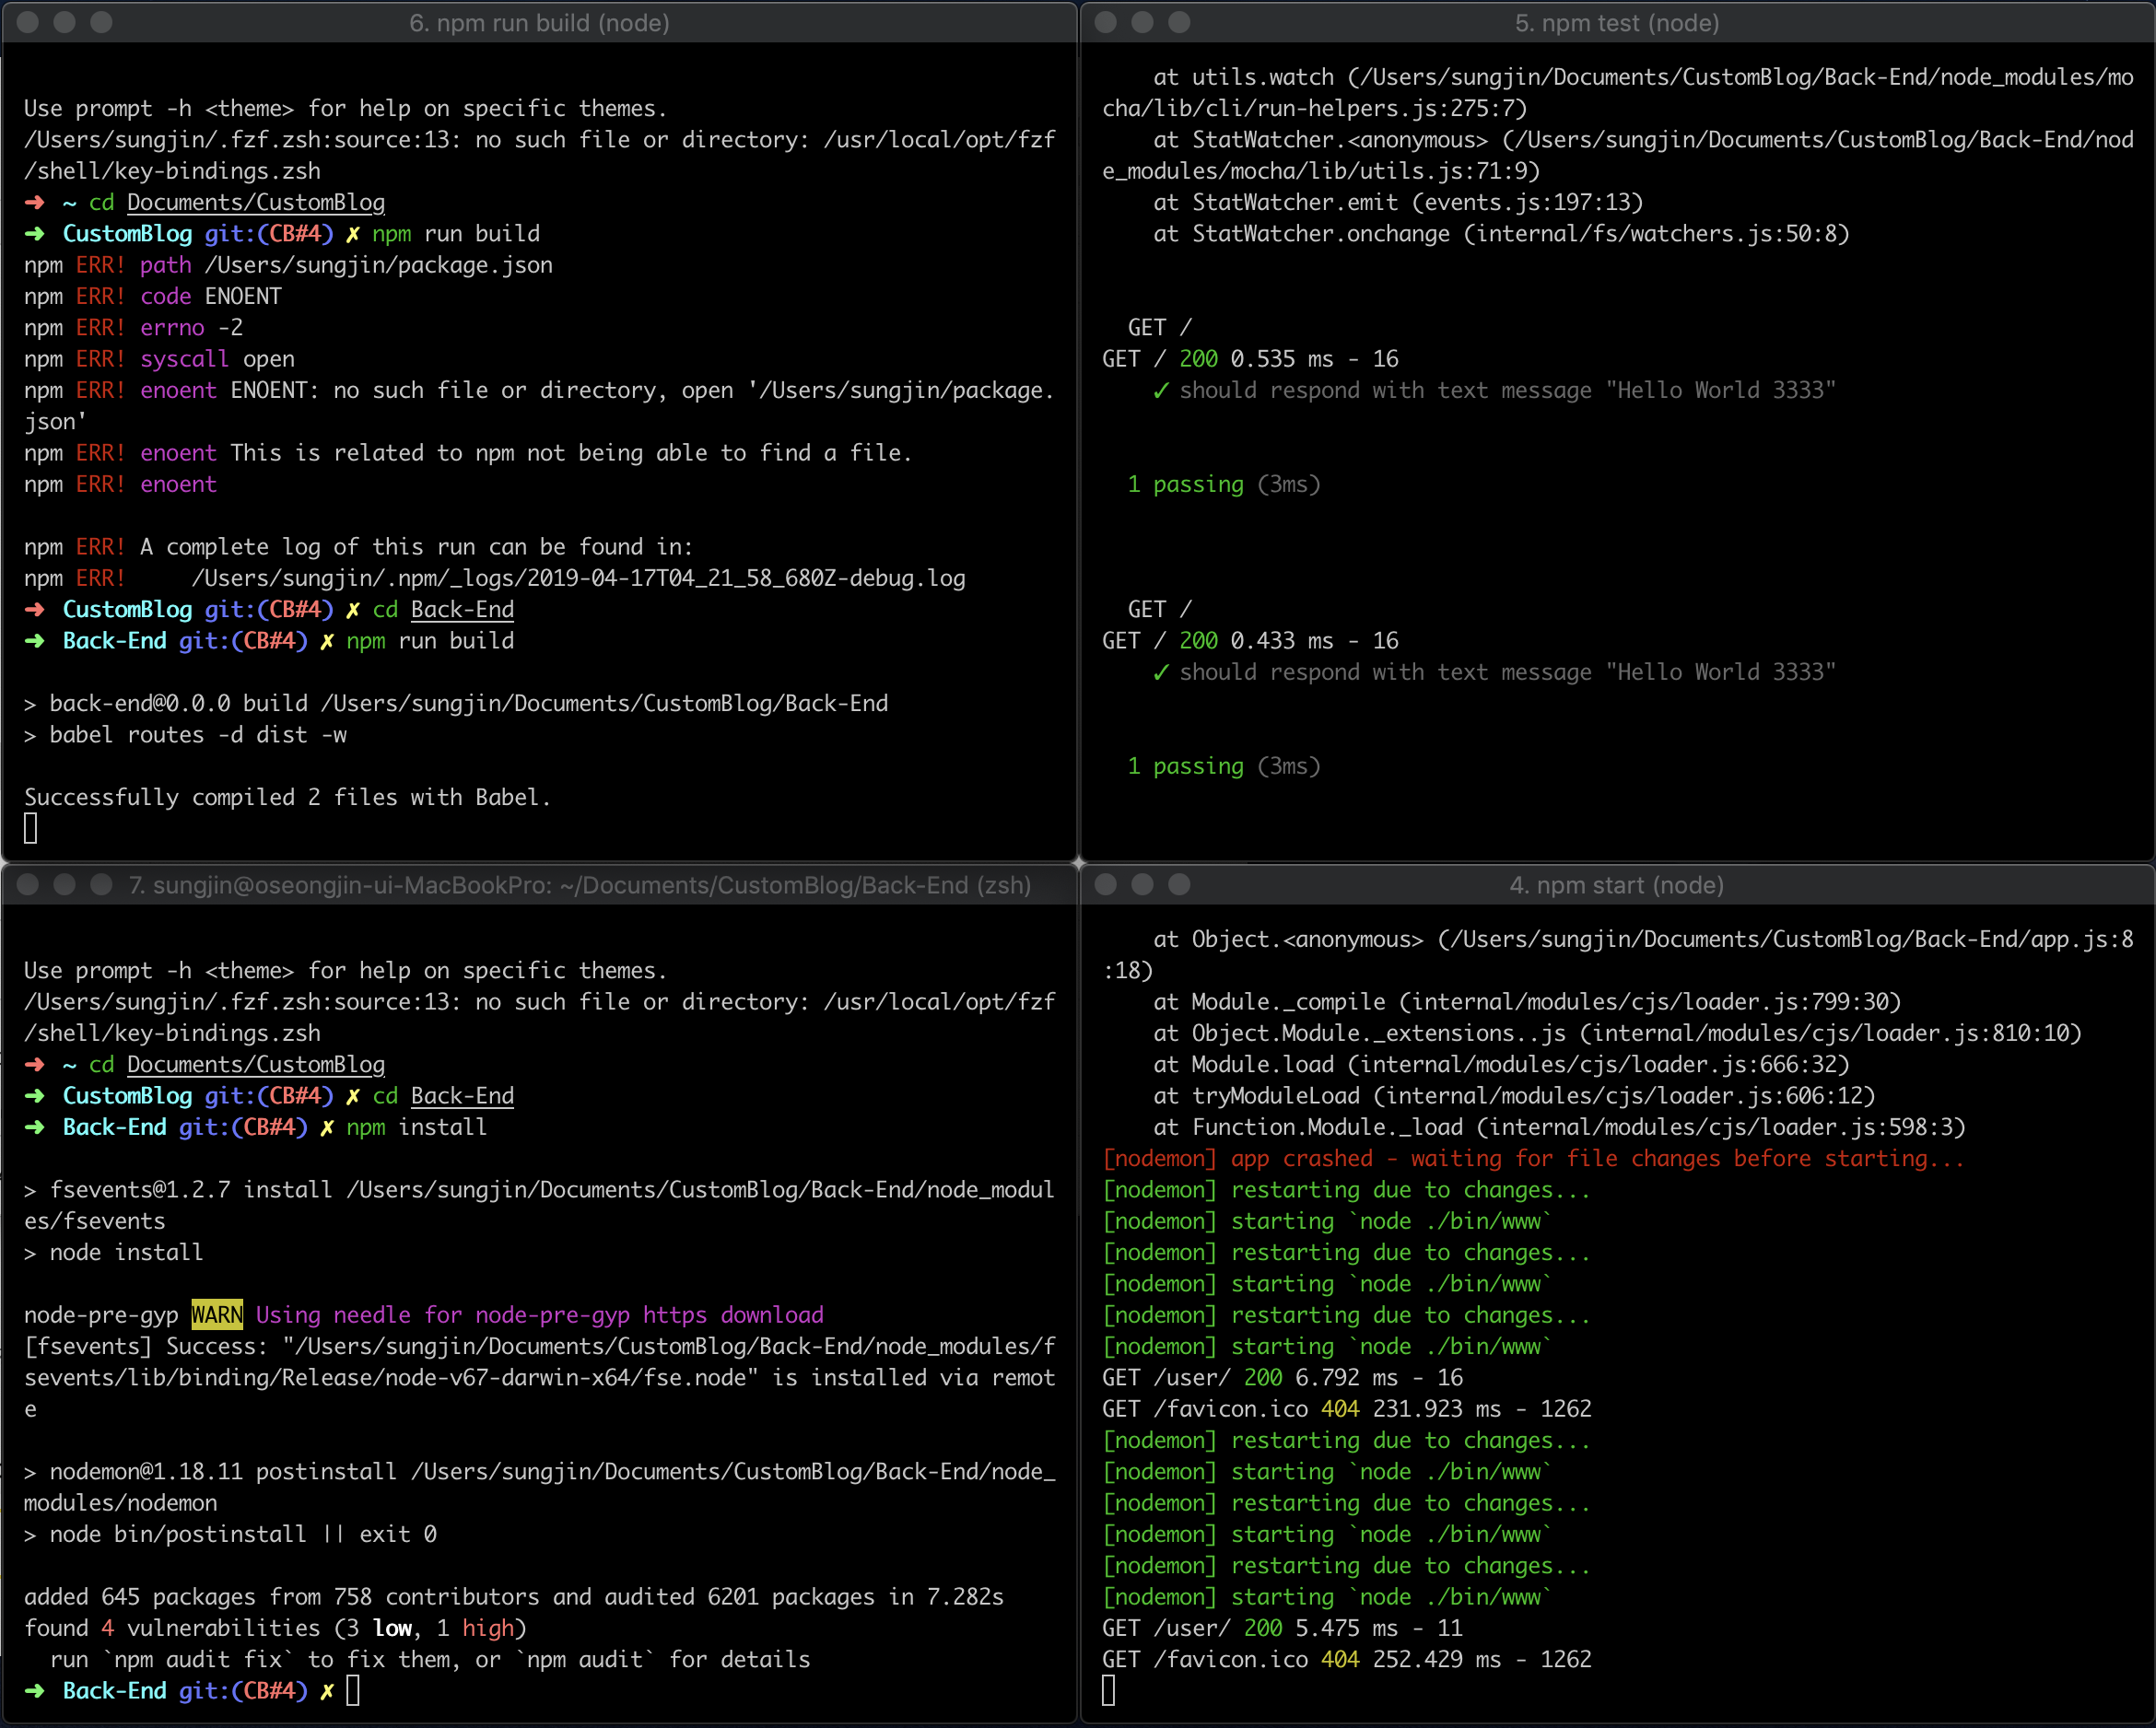 6. npm run build (node)
Use prompt -h <theme> for help on specific themes.
/Users/sungjin/.fzf.zsh:source:13: no such file or directory: /usr/local/opt/fzf
/shell/key-bindings.zsh
➜ ~ cd Documents/CustomBlog
➜ CustomBlog git:(CB#4) ✗ npm run build
npm ERR! path /Users/sungjin/package.json
npm ERR! code ENOENT
npm ERR! errno -2
npm ERR! syscall open
npm ERR! enoent ENOENT: no such file or directory, open '/Users/sungjin/package.
json'
npm ERR! enoent This is related to npm not being able to find a file.
npm ERR! enoent
npm ERR! A complete log of this run can be found in:
npm ERR!     /Users/sungjin/.npm/_logs/2019-04-17T04_21_58_680Z-debug.log
➜ CustomBlog git:(CB#4) ✗ cd Back-End
➜ Back-End git:(CB#4) ✗ npm run build
> back-end@0.0.0 build /Users/sungjin/Documents/CustomBlog/Back-End
> babel routes -d dist -w
Successfully compiled 2 files with Babel.
5. npm test (node)
at utils.watch (/Users/sungjin/Documents/CustomBlog/Back-End/node_modules/mo
cha/lib/cli/run-helpers.js:275:7)
at StatWatcher.<anonymous> (/Users/sungjin/Documents/CustomBlog/Back-End/nod
e_modules/mocha/lib/utils.js:71:9)
at StatWatcher.emit (events.js:197:13)
at StatWatcher.onchange (internal/fs/watchers.js:50:8)
GET /
GET / 200 0.535 ms - 16
✓ should respond with text message "Hello World 3333"
1 passing (3ms)
GET /
GET / 200 0.433 ms - 16
✓ should respond with text message "Hello World 3333"
1 passing (3ms)
7. sungjin@oseongjin-ui-MacBookPro: ~/Documents/CustomBlog/Back-End (zsh)
Use prompt -h <theme> for help on specific themes.
/Users/sungjin/.fzf.zsh:source:13: no such file or directory: /usr/local/opt/fzf
/shell/key-bindings.zsh
➜ ~ cd Documents/CustomBlog
➜ CustomBlog git:(CB#4) ✗ cd Back-End
➜ Back-End git:(CB#4) ✗ npm install
> fsevents@1.2.7 install /Users/sungjin/Documents/CustomBlog/Back-End/node_modul
es/fsevents
> node install
node-pre-gyp WARN Using needle for node-pre-gyp https download
[fsevents] Success: "/Users/sungjin/Documents/CustomBlog/Back-End/node_modules/f
sevents/lib/binding/Release/node-v67-darwin-x64/fse.node" is installed via remot
e
> nodemon@1.18.11 postinstall /Users/sungjin/Documents/CustomBlog/Back-End/node_
modules/nodemon
> node bin/postinstall || exit 0
added 645 packages from 758 contributors and audited 6201 packages in 7.282s
found 4 vulnerabilities (3 low, 1 high)
run `npm audit fix` to fix them, or `npm audit` for details
➜ Back-End git:(CB#4) ✗
4. npm start (node)
at Object.<anonymous> (/Users/sungjin/Documents/CustomBlog/Back-End/app.js:8
:18)
at Module._compile (internal/modules/cjs/loader.js:799:30)
at Object.Module._extensions..js (internal/modules/cjs/loader.js:810:10)
at Module.load (internal/modules/cjs/loader.js:666:32)
at tryModuleLoad (internal/modules/cjs/loader.js:606:12)
at Function.Module._load (internal/modules/cjs/loader.js:598:3)
[nodemon] app crashed - waiting for file changes before starting...
[nodemon] restarting due to changes...
[nodemon] starting `node ./bin/www`
[nodemon] restarting due to changes...
[nodemon] starting `node ./bin/www`
[nodemon] restarting due to changes...
[nodemon] starting `node ./bin/www`
GET /user/ 200 6.792 ms - 16
GET /favicon.ico 404 231.923 ms - 1262
[nodemon] restarting due to changes...
[nodemon] starting `node ./bin/www`
[nodemon] restarting due to changes...
[nodemon] starting `node ./bin/www`
[nodemon] restarting due to changes...
[nodemon] starting `node ./bin/www`
GET /user/ 200 5.475 ms - 11
GET /favicon.ico 404 252.429 ms - 1262